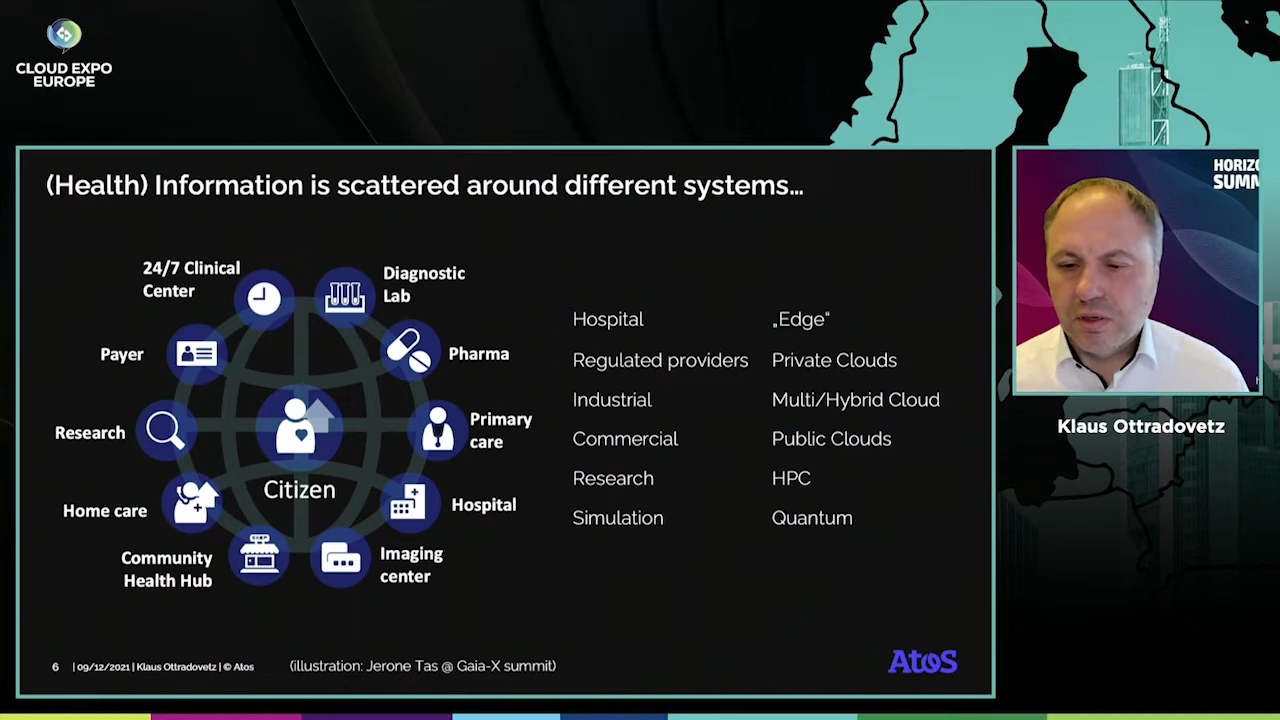 CLOUD EXPO
EUROPE
(Health) Information is scattered around different systems…
24/7 Clinical
Center
Diagnostic
Lab
Payer
Pharma
Research
Primary
care
Citizen
Home care
Hospital
Community
Health Hub
Imaging
center
Hospital „Edge“
Regulated providers Private Clouds
Industrial Multi/Hybrid Cloud
Commercial Public Clouds
Research HPC
Simulation Quantum
6 | 09/12/2021 | Klaus Ottradovetz | © Atos
(illustration: Jerone Tas @ Gaia-X summit)
Atos
HORIZO
SUMM
Klaus Ottradovetz